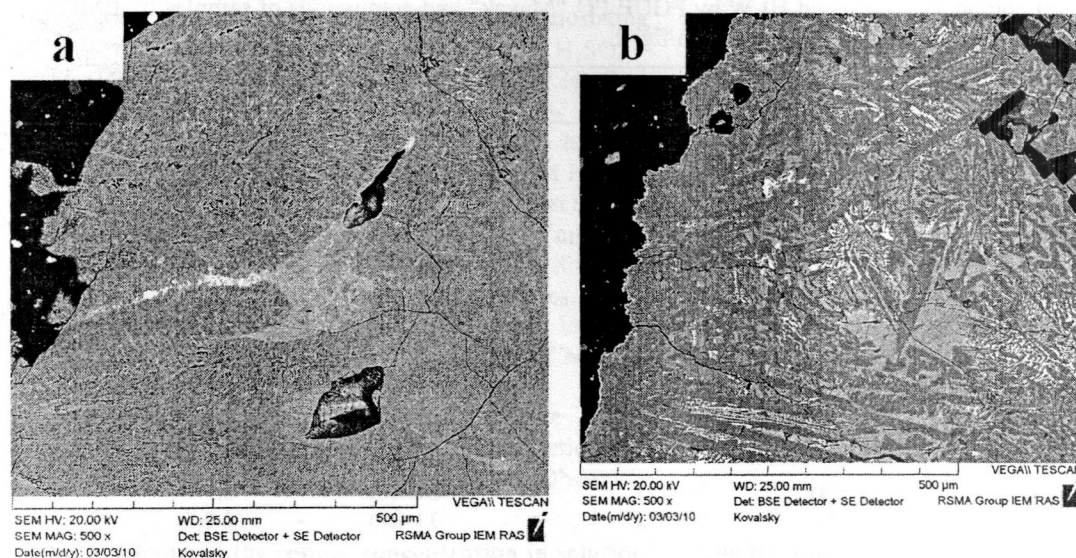 a
b
500 µm
VEGA\\ TESCAN
SEM HV: 20.00 kV
WD: 25.00 mm
SEM MAG: 500 x
Det: BSE Detector + SE Detector
RSMA Group IEM RAS
Date(m/d/y): 03/03/10
Kovalsky
500 µm
VEGA\\ TESCAN
SEM HV: 20.00 kV
WD: 25.00 mm
SEM MAG: 500 x
Det: BSE Detector + SE Detector
RSMA Group IEM RAS
Date(m/d/y): 03/03/10
Kovalsky